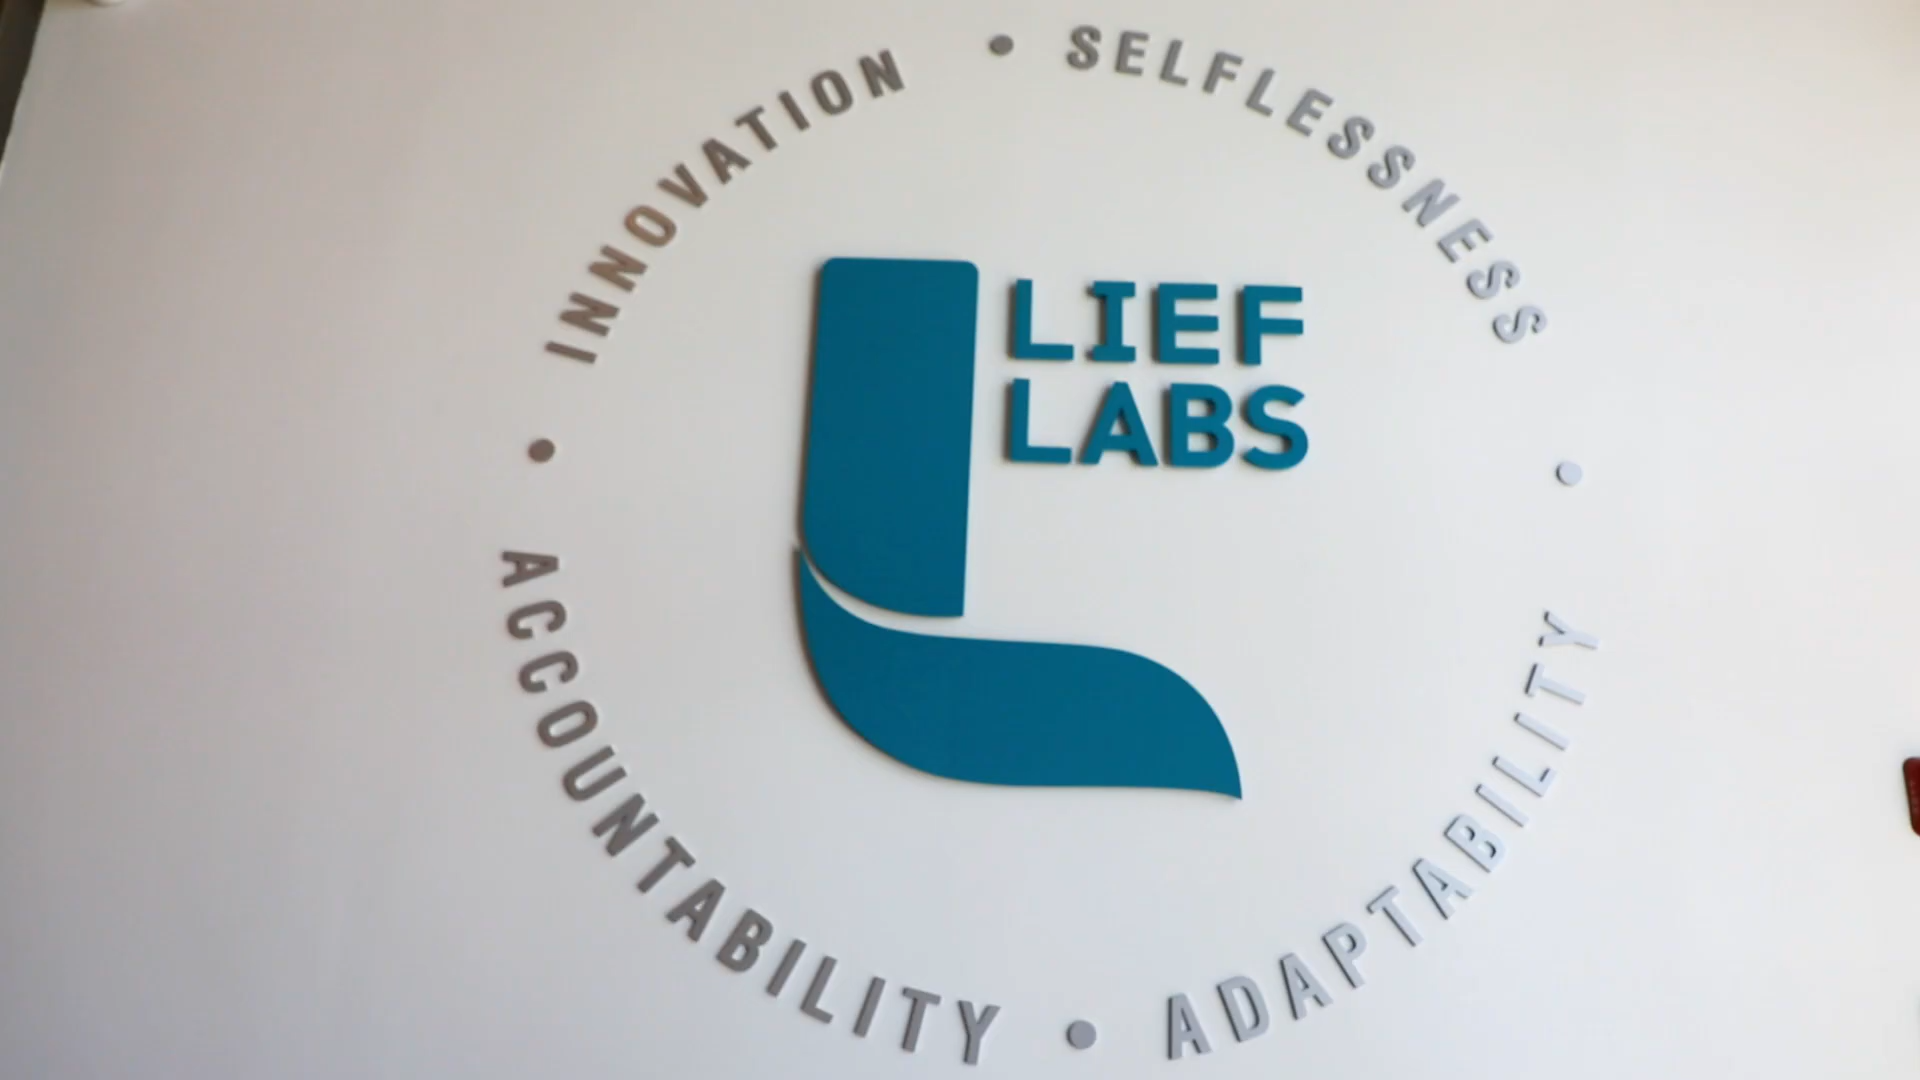 INNOVATION • SELFLESSNESS •
LIEF
LABS
• ACCOUNTABILITY • ADAPTABILITY